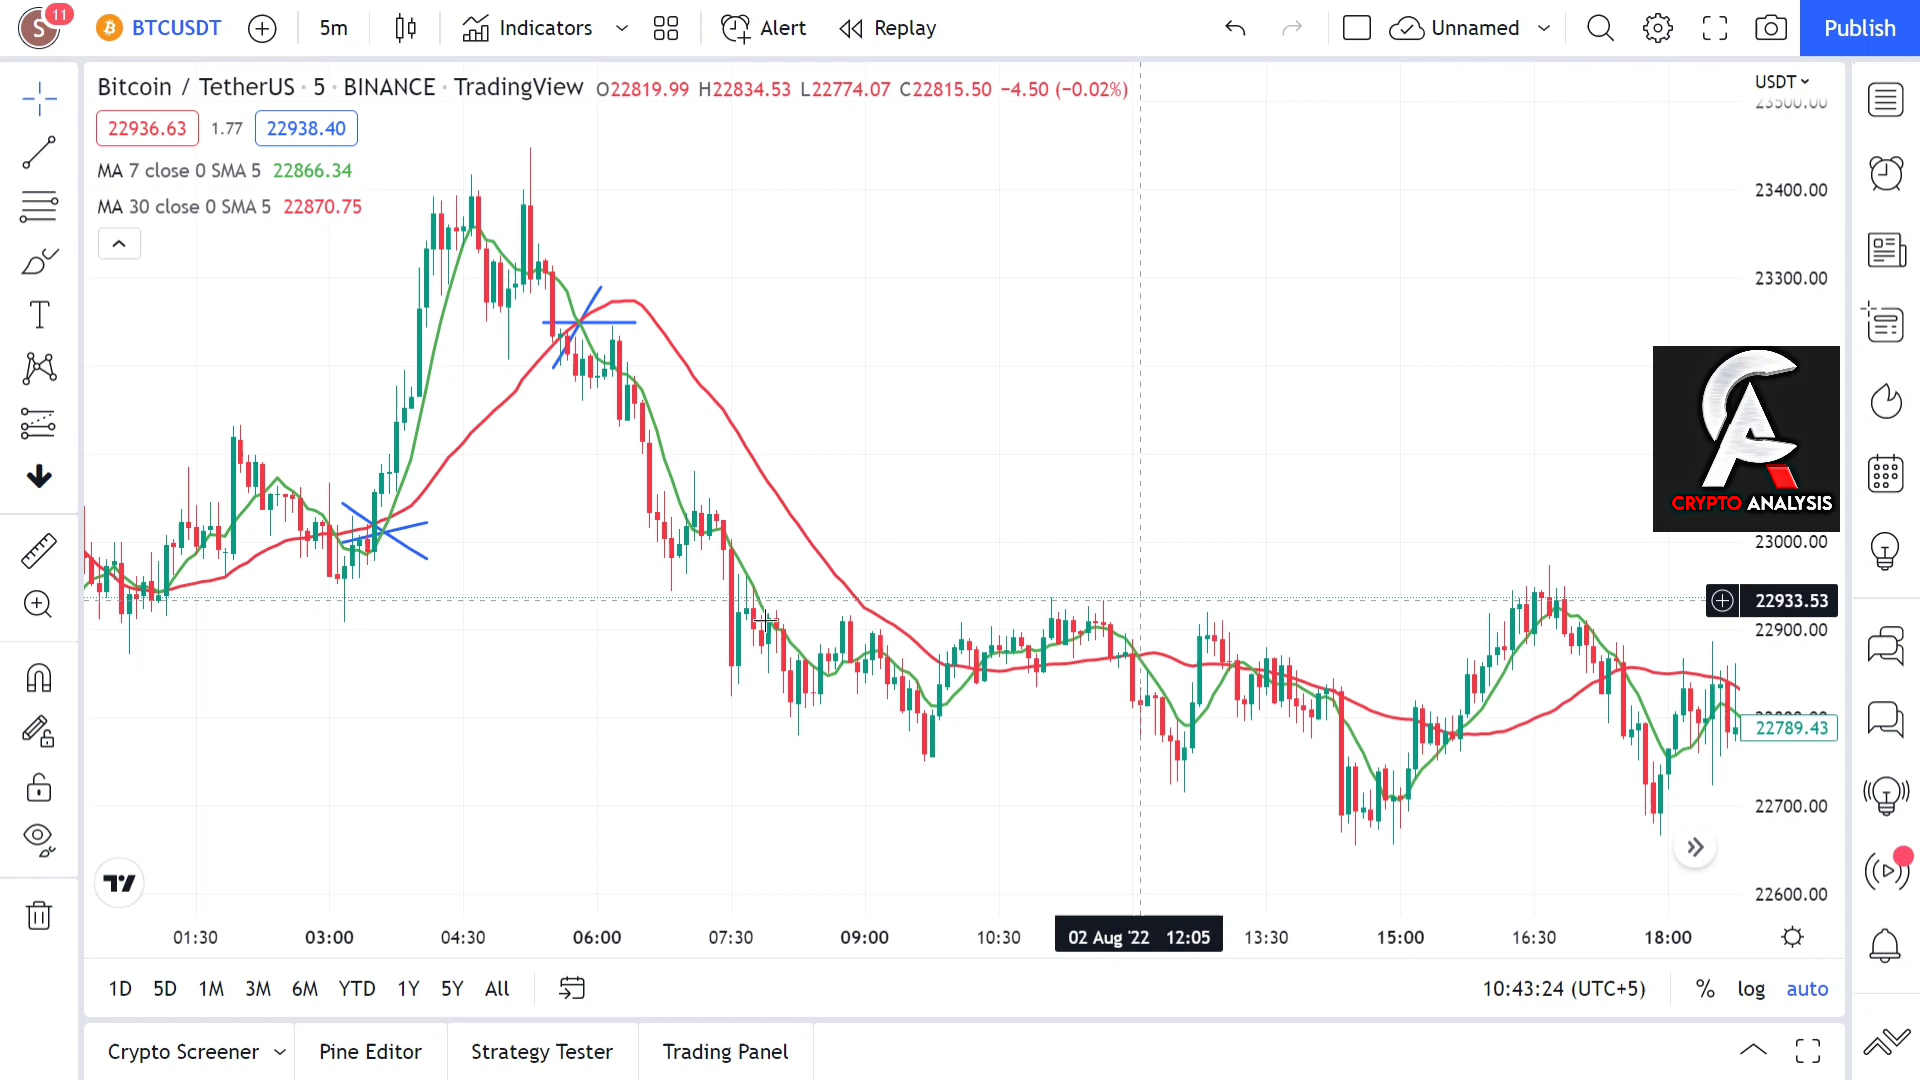 S 11 BTCUSDT 5m Indicators Alert Replay Unnamed Publish
Bitcoin / TetherUS · 5 · BINANCE · TradingView O22819.99 H22834.53 L22774.07 C22815.50 −4.50 (−0.02%)
USDT
23500.00
22936.63 1.77 22938.40
MA 7 close 0 SMA 5 22866.34
23400.00
MA 30 close 0 SMA 5 22870.75
23300.00
CRYPTO ANALYSIS
23000.00
22933.53
22900.00
22789.43
22700.00
22600.00
01:30 03:00 04:30 06:00 07:30 09:00 10:30 02 Aug '22 12:05 13:30 15:00 16:30 18:00
1D 5D 1M 3M 6M YTD 1Y 5Y All 10:43:24 (UTC+5) % log auto
Crypto Screener Pine Editor Strategy Tester Trading Panel